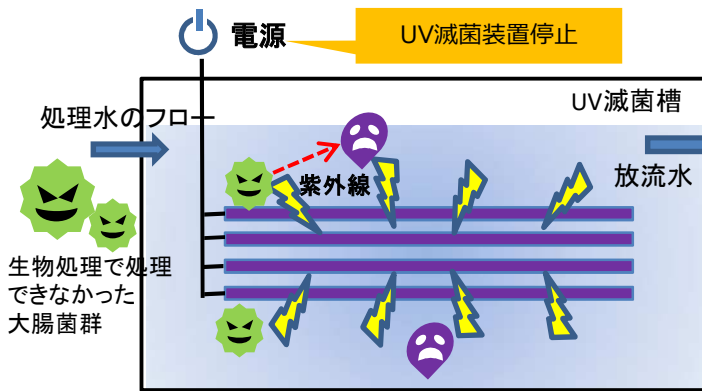 電源
UV滅菌装置停止
UV滅菌槽
処理水のフロー
放流水
紫外線
生物処理で処理
できなかった
大腸菌群